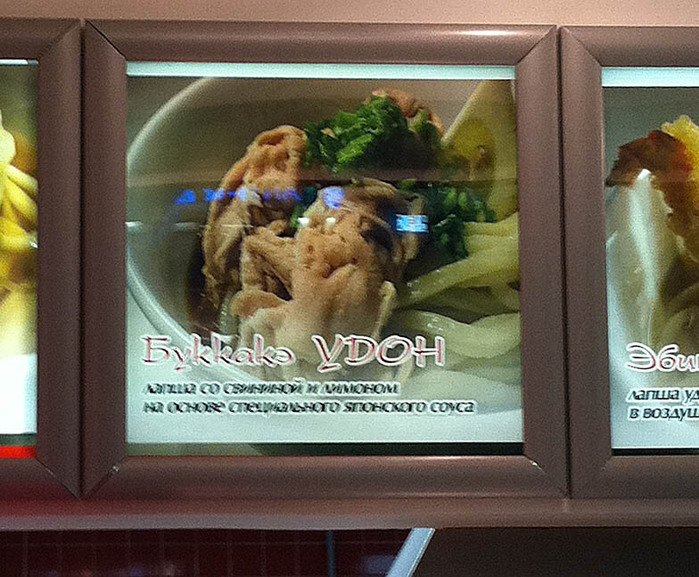 Буккакэ УДОН
лапша со свининой и лимоном
на основе специального японского соуса
Эби
лапша уд
в воздуш